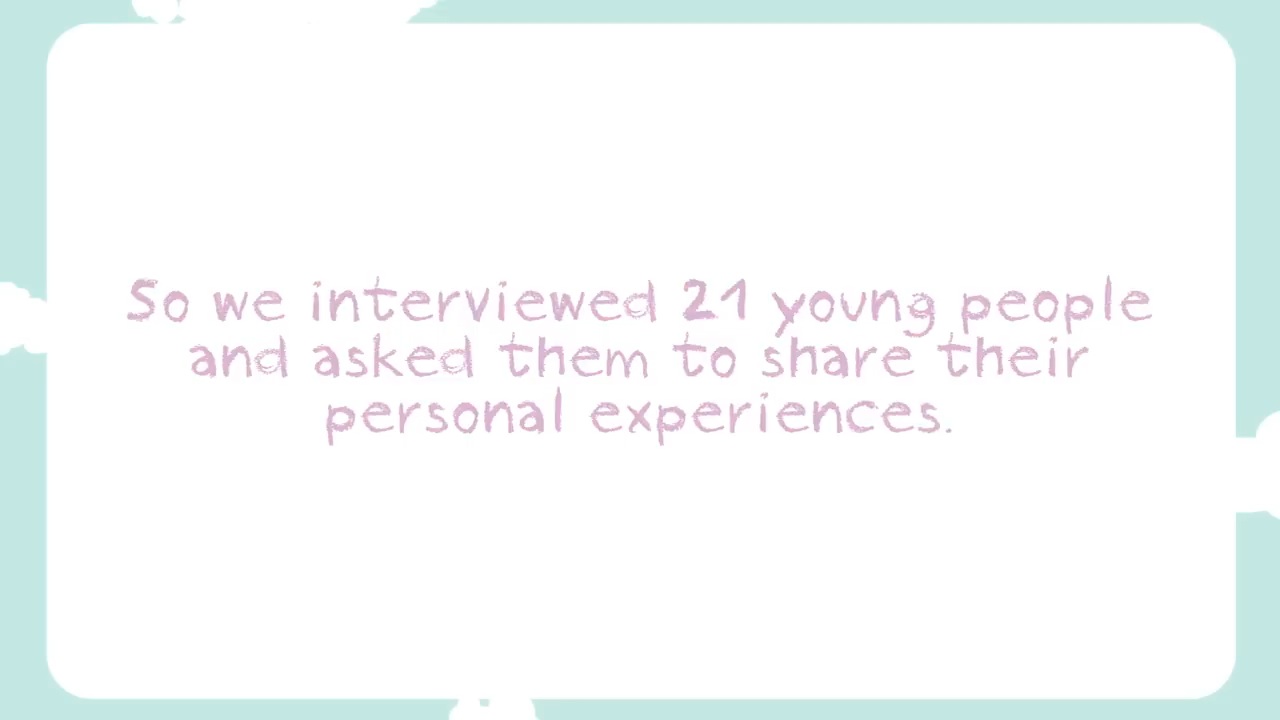 So we interviewed 21 young people
and asked them to share their
personal experiences.